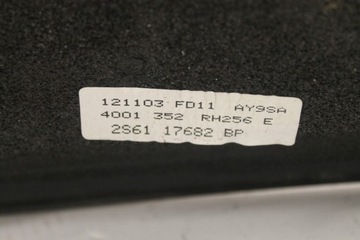 121103 FD11 AY9SA
4001 352 RH256 E
2S61 17682 BP